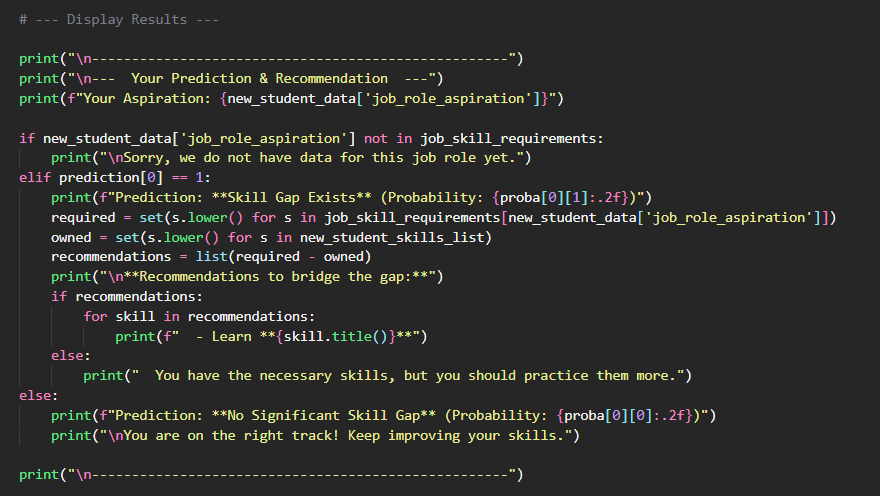 # --- Display Results ---

print("\n----------------------------------------------------")
print("\n---  Your Prediction & Recommendation  ---")
print(f"Your Aspiration: {new_student_data['job_role_aspiration']}")

if new_student_data['job_role_aspiration'] not in job_skill_requirements:
    print("\nSorry, we do not have data for this job role yet.")
elif prediction[0] == 1:
    print(f"Prediction: **Skill Gap Exists** (Probability: {proba[0][1]:.2f})")
    required = set(s.lower() for s in job_skill_requirements[new_student_data['job_role_aspiration']])
    owned = set(s.lower() for s in new_student_skills_list)
    recommendations = list(required - owned)
    print("\n**Recommendations to bridge the gap:**")
    if recommendations:
        for skill in recommendations:
            print(f"  - Learn **{skill.title()}**")
    else:
        print("  You have the necessary skills, but you should practice them more.")
else:
    print(f"Prediction: **No Significant Skill Gap** (Probability: {proba[0][0]:.2f})")
    print("\nYou are on the right track! Keep improving your skills.")

print("\n----------------------------------------------------")